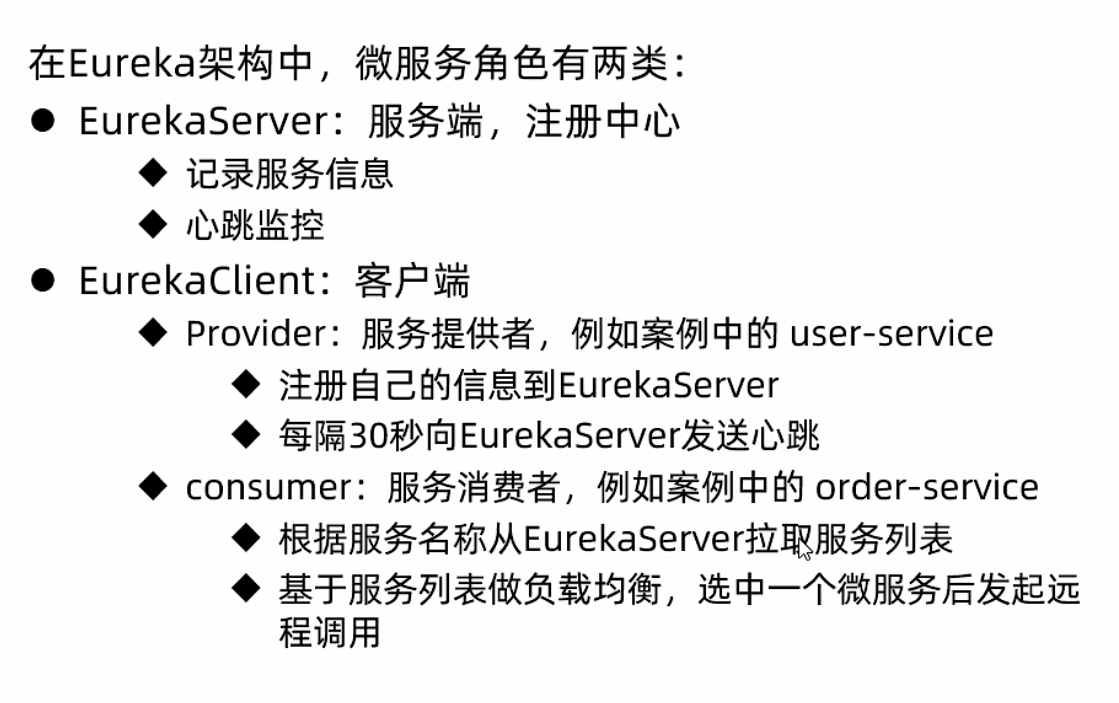 在Eureka架构中，微服务角色有两类：
● EurekaServer：服务端，注册中心
◆ 记录服务信息
◆ 心跳监控
● EurekaClient：客户端
◆ Provider：服务提供者，例如案例中的 user-service
◆ 注册自己的信息到EurekaServer
◆ 每隔30秒向EurekaServer发送心跳
◆ consumer：服务消费者，例如案例中的 order-service
◆ 根据服务名称从EurekaServer拉取服务列表
◆ 基于服务列表做负载均衡，选中一个微服务后发起远
程调用